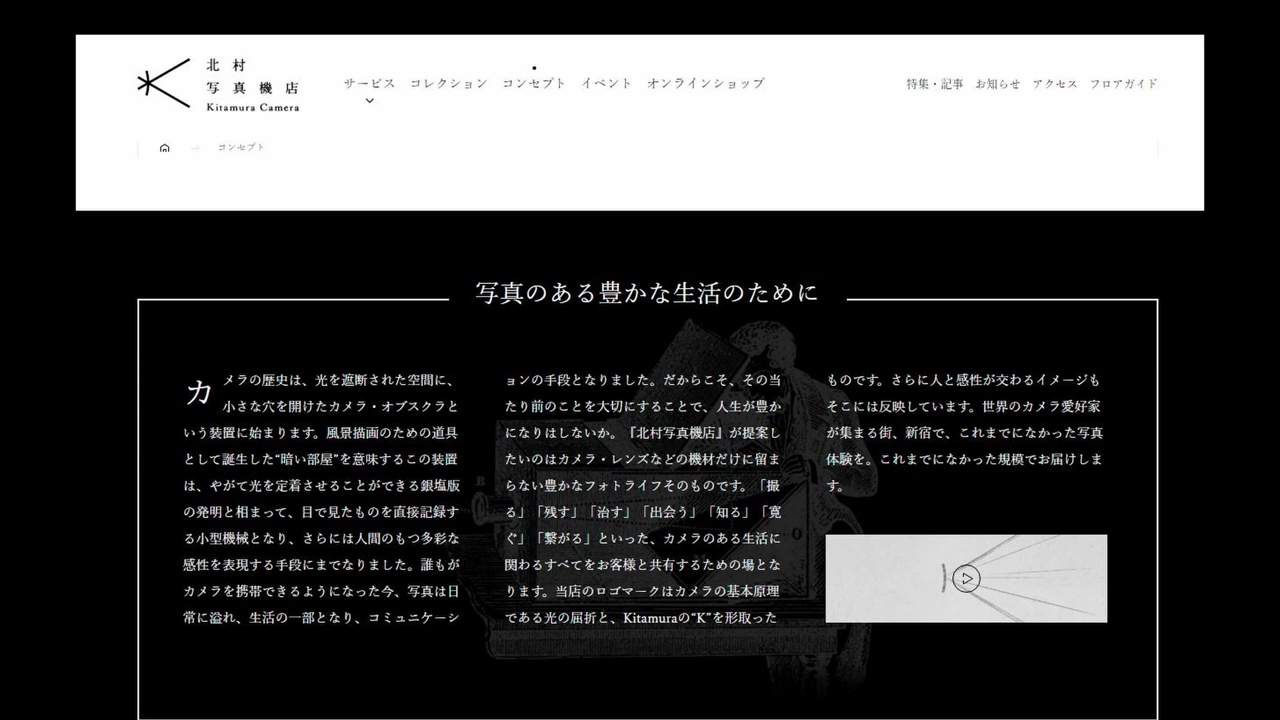 北村
写真機店
Kitamura Camera
サービス コレクション コンセプト イベント オンラインショップ
特集・記事 お知らせ アクセス フロアガイド
コンセプト
写真のある豊かな生活のために
カメラの歴史は、光を遮断された空間に、
小さな穴を開けたカメラ・オブスクラと
いう装置に始まります。風景描画のための道具
として誕生した“暗い部屋”を意味するこの装置
は、やがて光を定着させることができる銀塩版
の発明と相まって、目で見たものを直接記録す
る小型機械となり、さらには人間のもつ多彩な
感性を表現する手段にまでなりました。誰もが
カメラを携帯できるようになった今、写真は日
常に溢れ、生活の一部となり、コミュニケーシ
ョンの手段となりました。だからこそ、その当
たり前のことを大切にすることで、人生が豊か
になりはしないか。『北村写真機店』が提案し
たいのはカメラ・レンズなどの機材だけに留ま
らない豊かなフォトライフそのものです。「撮
る」「残す」「治す」「出会う」「知る」「寛
ぐ」「繋がる」といった、カメラのある生活に
関わるすべてをお客様と共有するための場とな
ります。当店のロゴマークはカメラの基本原理
である光の屈折と、Kitamuraの“K”を形取った
ものです。さらに人と感性が交わるイメージも
そこには反映しています。世界のカメラ愛好家
が集まる街、新宿で、これまでになかった写真
体験を。これまでになかった規模でお届けしま
す。